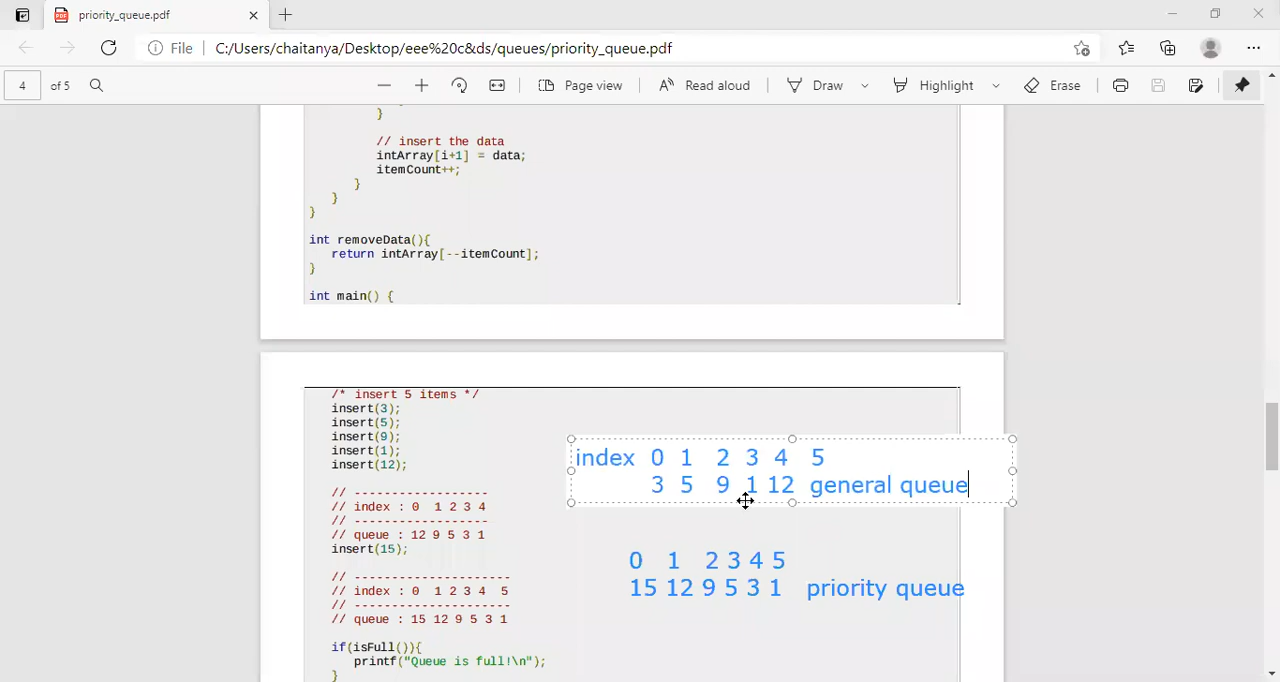 priority_queue.pdf
File C:/Users/chaitanya/Desktop/eee%20c&ds/queues/priority_queue.pdf
4 of 5 Page view Read aloud Draw Highlight Erase
}
// insert the data
intArray[i+1] = data;
itemCount++;
}
}
}
int removeData(){
return intArray[--itemCount];
}
int main() {
/* insert 5 items */
insert(3);
insert(5);
insert(9);
insert(1);
insert(12);
// ------------------
// index : 0 1 2 3 4
// ------------------
// queue : 12 9 5 3 1
insert(15);
// ---------------------
// index : 0 1 2 3 4 5
// ---------------------
// queue : 15 12 9 5 3 1
if(isFull()){
printf("Queue is full!\n");
}
index 0 1 2 3 4 5
3 5 9 1 12 general queue
0 1 2 3 4 5
15 12 9 5 3 1 priority queue